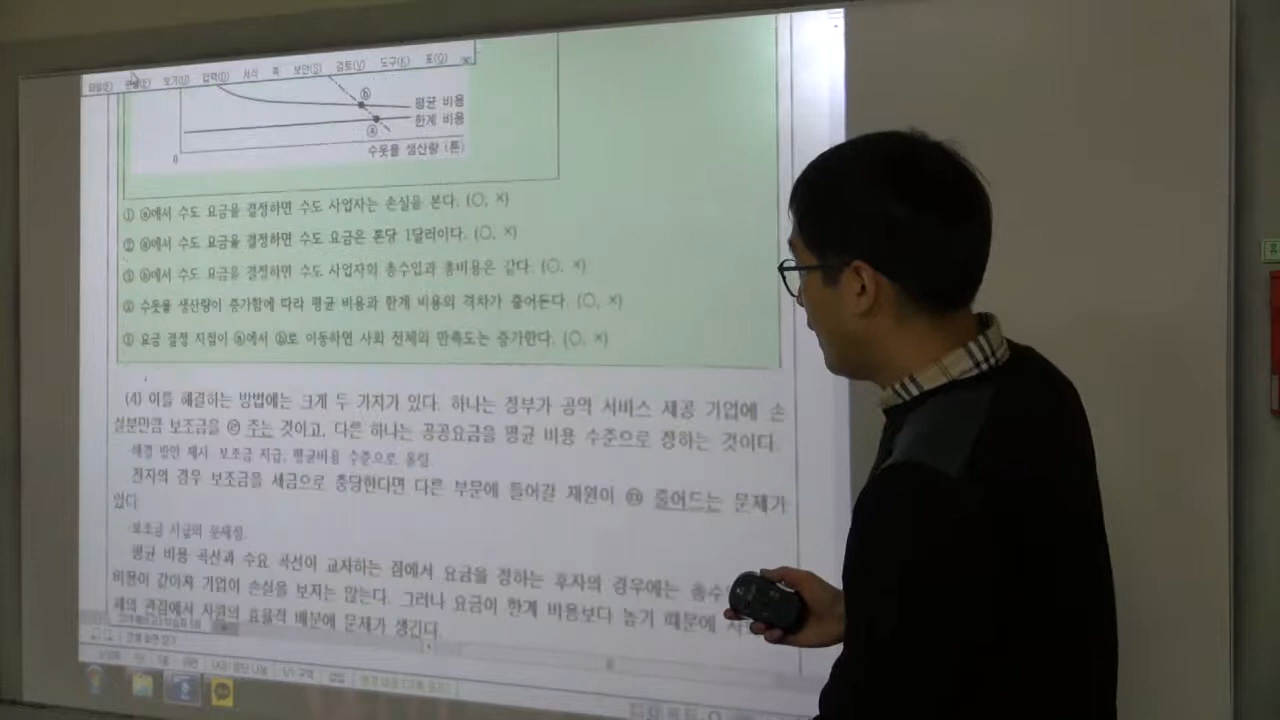 파일(F) 편집(E) 보기(U) 입력(D) 서식 쪽 보안(S) 검토(V) 도구(K) 표(G)
ⓑ
평균 비용
한계 비용
ⓐ
0
수돗물 생산량 (톤)
① ⓐ에서 수도 요금을 결정하면 수도 사업자는 손실을 본다. (○, ×)
② ⓐ에서 수도 요금을 결정하면 수도 요금은 톤당 1달러이다. (○, ×)
③ ⓑ에서 수도 요금을 결정하면 수도 사업자의 총수입과 총비용은 같다. (○, ×)
④ 수돗물 생산량이 증가함에 따라 평균 비용과 한계 비용의 격차가 줄어든다. (○, ×)
⑤ 요금 결정 지점이 ⓐ에서 ⓑ로 이동하면 사회 전체의 만족도는 증가한다. (○, ×)
(4) 이를 해결하는 방법에는 크게 두 가지가 있다. 하나는 정부가 공익 서비스 제공 기업에 손
실분만큼 보조금을 주는 것이고, 다른 하나는 공공요금을 평균 비용 수준으로 정하는 것이다.
·해결 방안 제시: 보조금 지급, 평균비용 수준으로 올림
전자의 경우 보조금을 세금으로 충당한다면 다른 부문에 들어갈 재원이 줄어드는 문제가
있다.
·보조금 지급의 문제점.
평균 비용 곡선과 수요 곡선이 교차하는 점에서 요금을 정하는 후자의 경우에는 총수
비용이 같아져 기업이 손실을 보지는 않는다. 그러나 요금이 한계 비용보다 높기 때문에
체의 관점에서 자원의 효율적 배분에 문제가 생긴다.